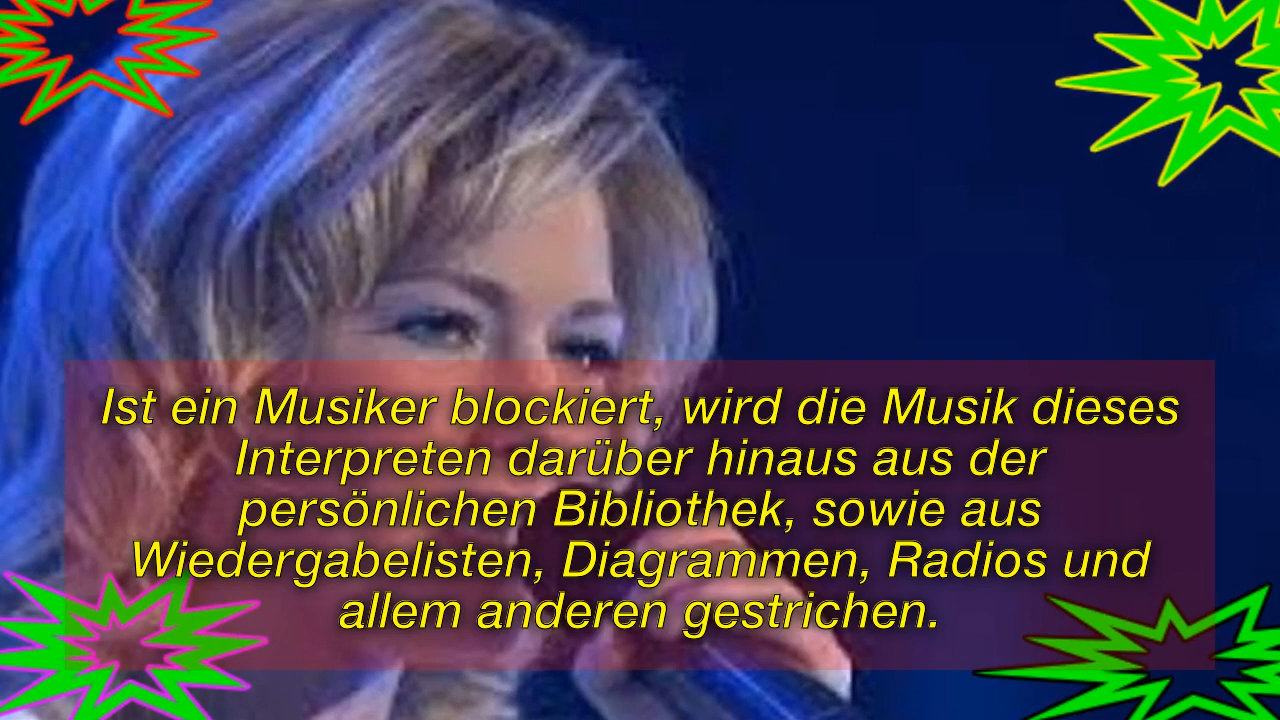 Ist ein Musiker blockiert, wird die Musik dieses
Interpreten darüber hinaus aus der
persönlichen Bibliothek, sowie aus
Wiedergabelisten, Diagrammen, Radios und
allem anderen gestrichen.